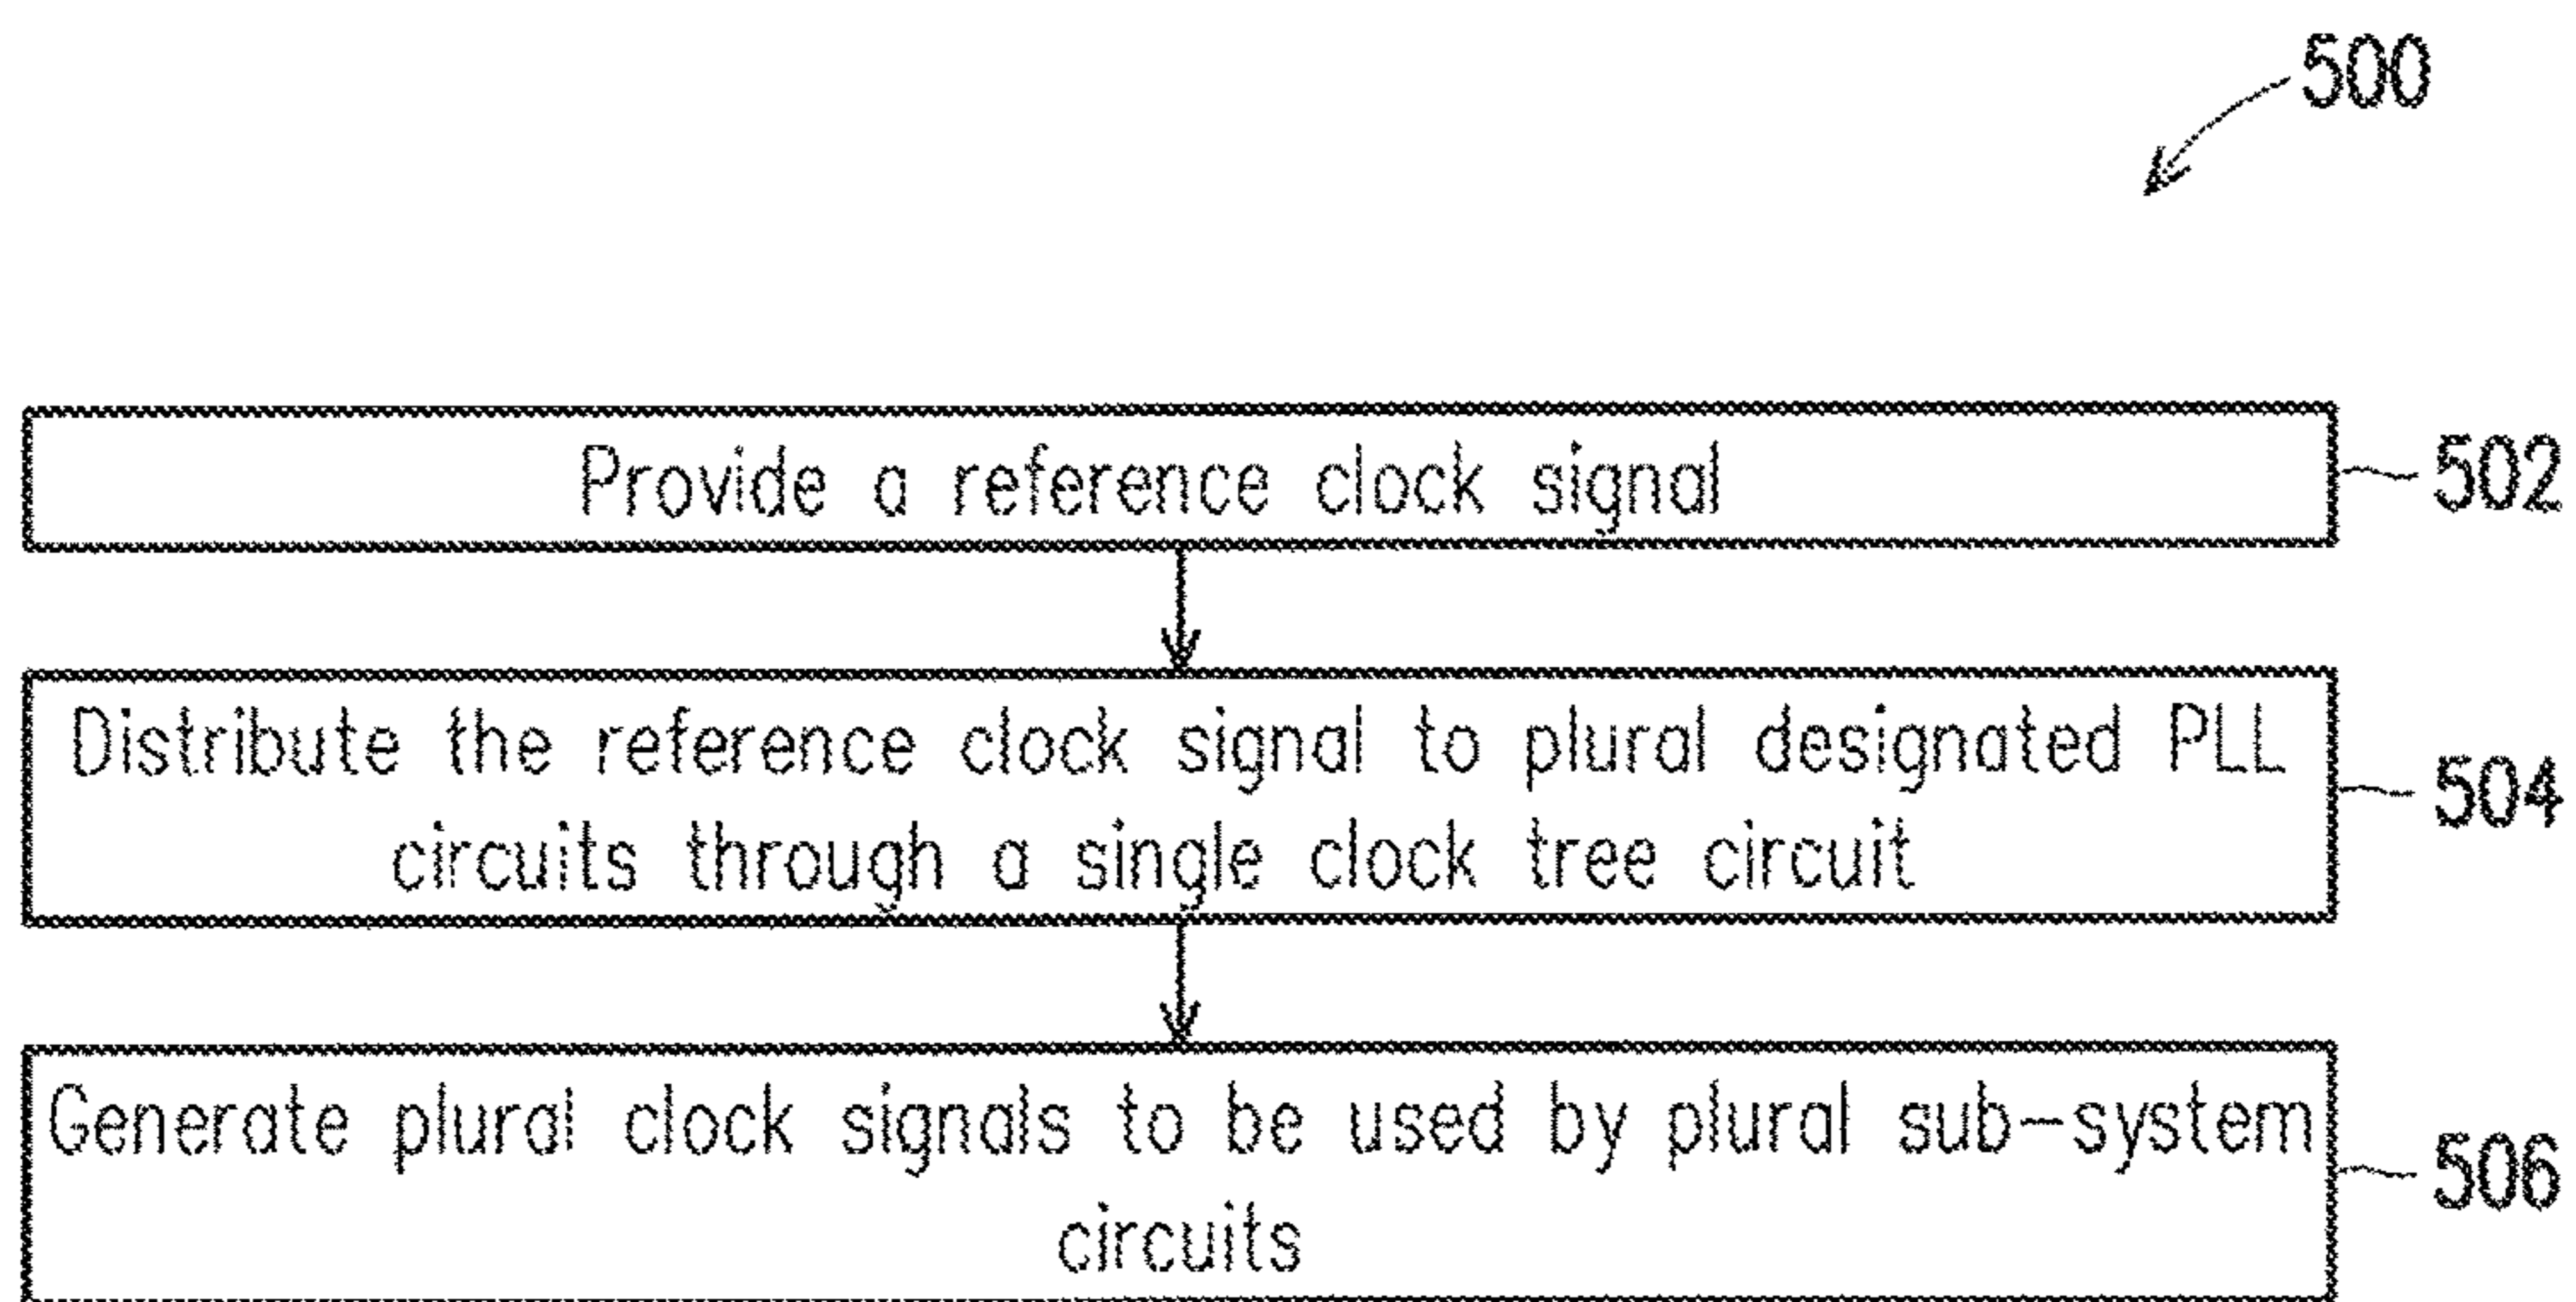 500
Provide a reference clock signal
502
Distribute the reference clock signal to plural designated PLL
circuits through a single clock tree circuit
504
Generate plural clock signals to be used by plural sub-system
circuits
506